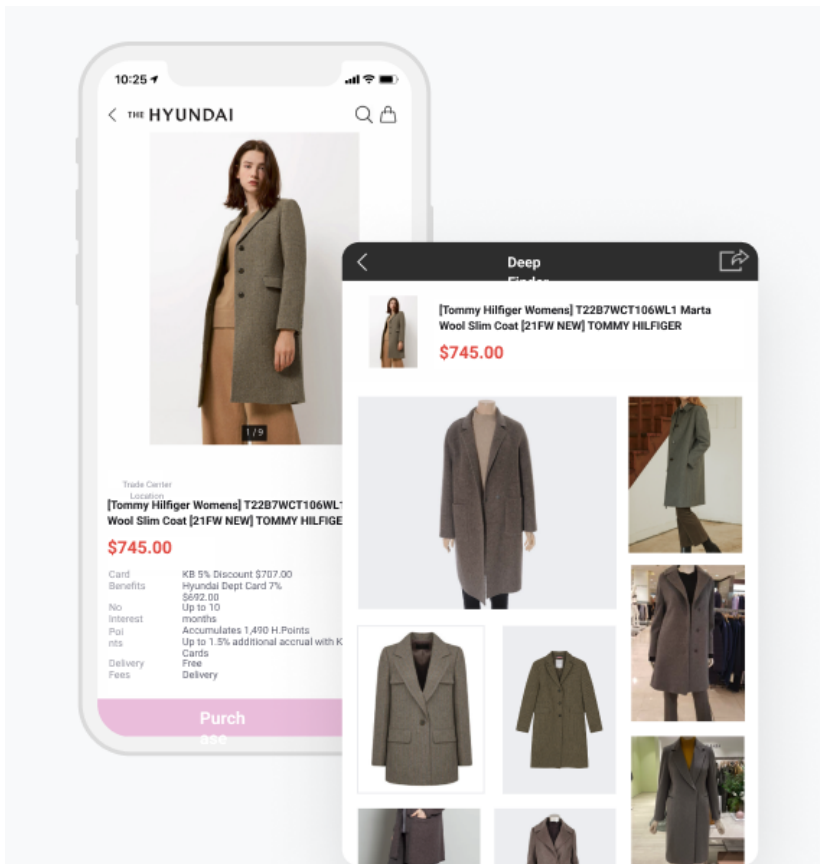 10:25
THE HYUNDAI
1/9
Trade Carrier
Location
[Tommy Hilfiger Womens] T22B7WCT106WL1
Wool Slim Coat [21FW NEW] TOMMY HILFIGE
$745.00
Card KB 5% Discount $707.00
Benefits Hyundai Dept Card 7%
$692.00
No Up to 10
Interest months
Poi Accumulates 1,490 H.Points
nts Up to 1.5% additional accrual with K
Cards
Delivery Free
Fees Delivery
Purch
ase
Deep
Finder
[Tommy Hilfiger Womens] T22B7WCT106WL1 Marta
Wool Slim Coat [21FW NEW] TOMMY HILFIGER
$745.00